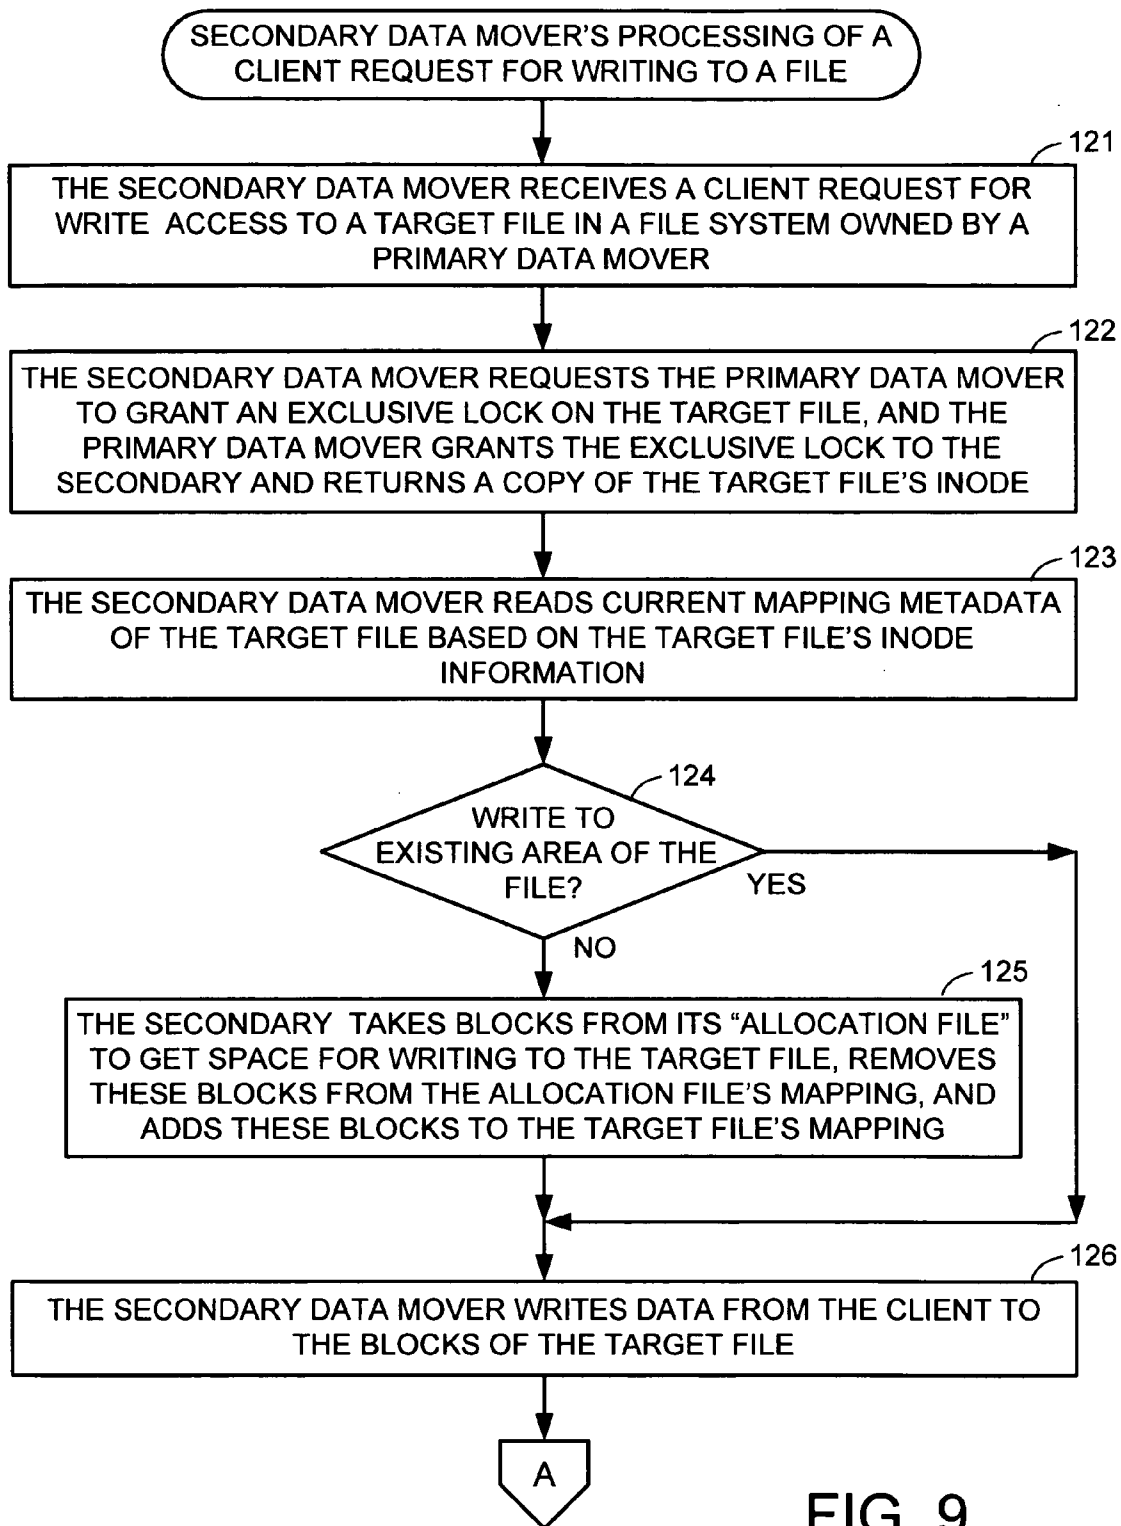 SECONDARY DATA MOVER'S PROCESSING OF A
CLIENT REQUEST FOR WRITING TO A FILE
121
THE SECONDARY DATA MOVER RECEIVES A CLIENT REQUEST FOR
WRITE ACCESS TO A TARGET FILE IN A FILE SYSTEM OWNED BY A
PRIMARY DATA MOVER
122
THE SECONDARY DATA MOVER REQUESTS THE PRIMARY DATA MOVER
TO GRANT AN EXCLUSIVE LOCK ON THE TARGET FILE, AND THE
PRIMARY DATA MOVER GRANTS THE EXCLUSIVE LOCK TO THE
SECONDARY AND RETURNS A COPY OF THE TARGET FILE'S INODE
123
THE SECONDARY DATA MOVER READS CURRENT MAPPING METADATA
OF THE TARGET FILE BASED ON THE TARGET FILE'S INODE
INFORMATION
124
WRITE TO
EXISTING AREA OF THE
FILE?
YES
NO
125
THE SECONDARY TAKES BLOCKS FROM ITS “ALLOCATION FILE”
TO GET SPACE FOR WRITING TO THE TARGET FILE, REMOVES
THESE BLOCKS FROM THE ALLOCATION FILE'S MAPPING, AND
ADDS THESE BLOCKS TO THE TARGET FILE'S MAPPING
126
THE SECONDARY DATA MOVER WRITES DATA FROM THE CLIENT TO
THE BLOCKS OF THE TARGET FILE
A
FIG. 9